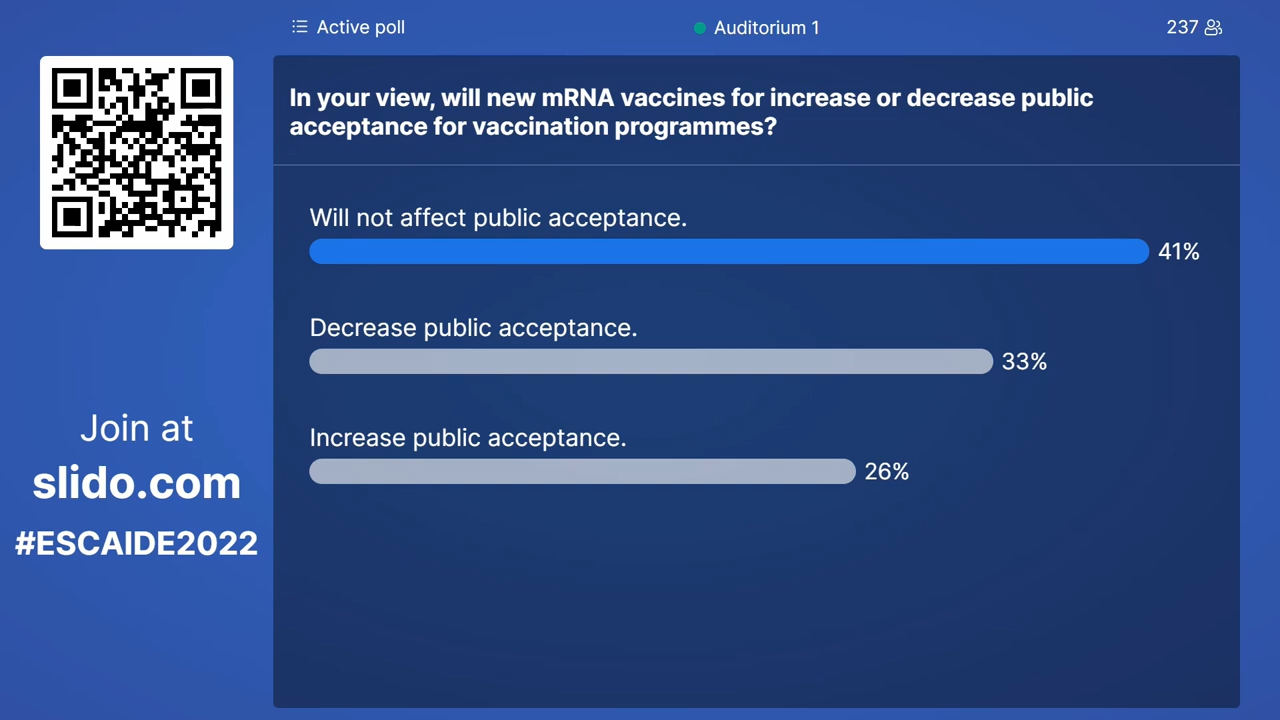 Active poll
Auditorium 1
237
In your view, will new mRNA vaccines for increase or decrease public
acceptance for vaccination programmes?
Will not affect public acceptance.
41%
Decrease public acceptance.
33%
Increase public acceptance.
26%
Join at
slido.com
#ESCAIDE2022